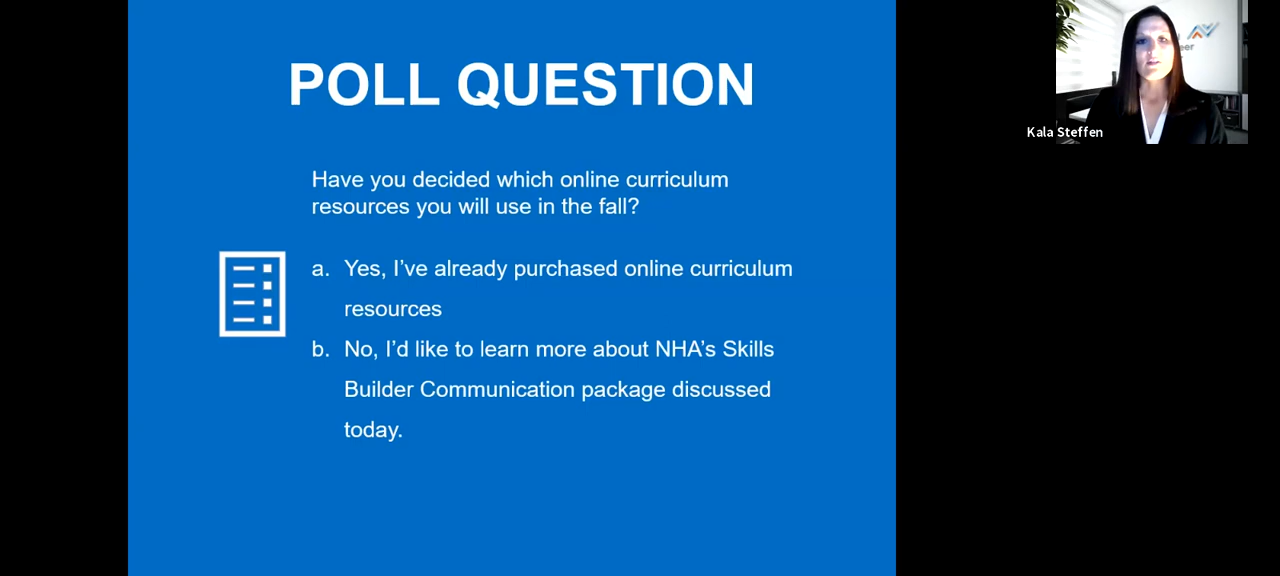 POLL QUESTION
Have you decided which online curriculum
resources you will use in the fall?
a. Yes, I’ve already purchased online curriculum
resources
b. No, I’d like to learn more about NHA’s Skills
Builder Communication package discussed
today.
Kala Steffen